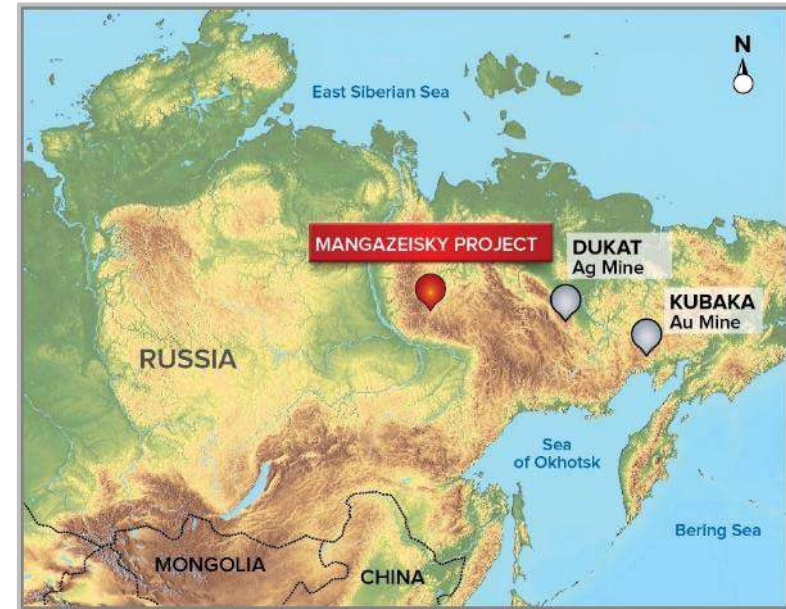 N
East Siberian Sea
MANGAZEISKY PROJECT
DUKAT
Ag Mine
KUBAKA
Au Mine
RUSSIA
Sea
of Okhotsk
Bering Sea
MONGOLIA
CHINA